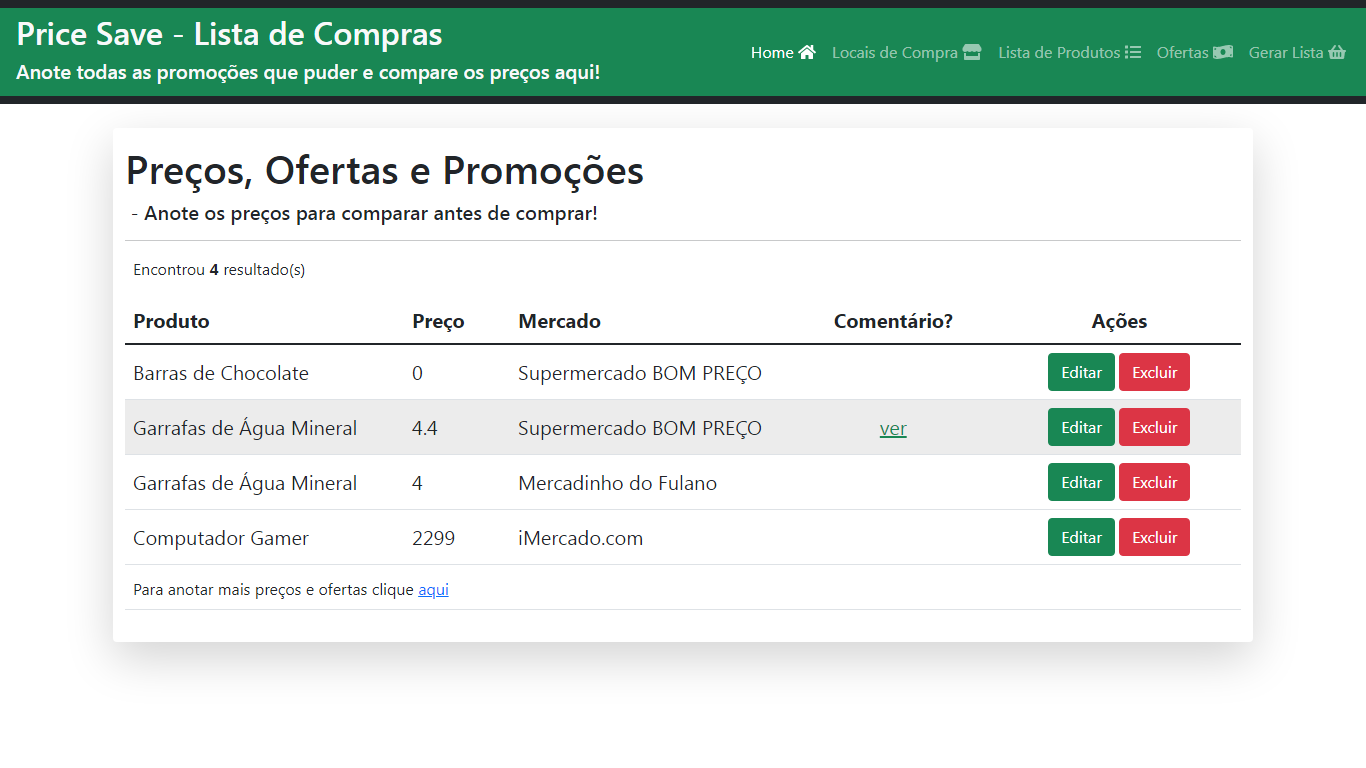 Price Save - Lista de Compras
Anote todas as promoções que puder e compare os preços aqui!
Home Locais de Compra Lista de Produtos Ofertas Gerar Lista
Preços, Ofertas e Promoções
- Anote os preços para comparar antes de comprar!
Encontrou 4 resultado(s)
Produto Preço Mercado Comentário? Ações
Barras de Chocolate 0 Supermercado BOM PREÇO Editar Excluir
Garrafas de Água Mineral 4.4 Supermercado BOM PREÇO ver Editar Excluir
Garrafas de Água Mineral 4 Mercadinho do Fulano Editar Excluir
Computador Gamer 2299 iMercado.com Editar Excluir
Para anotar mais preços e ofertas clique aqui